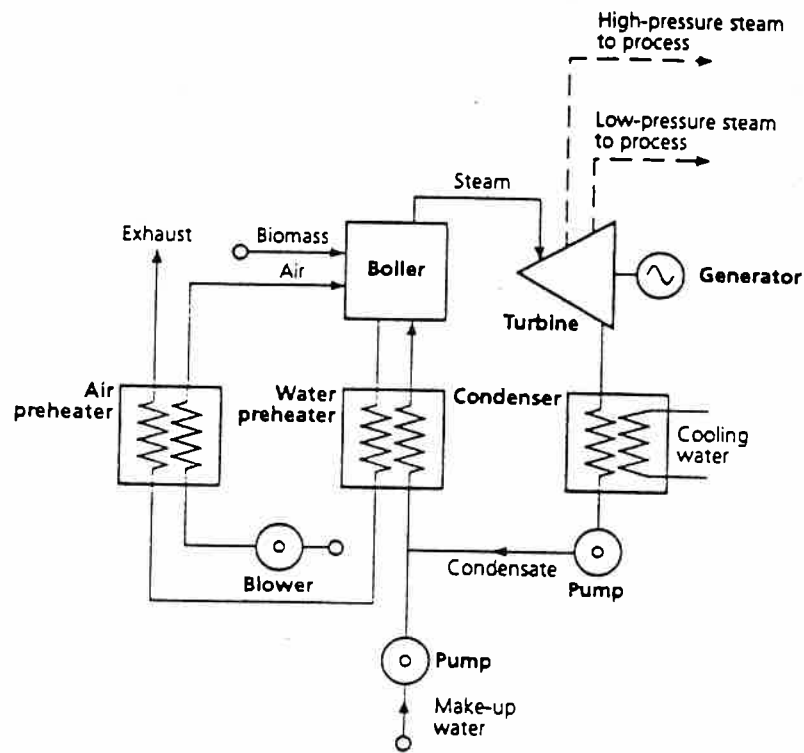 High-pressure steam
to process
Low-pressure steam
to process
Steam
Exhaust
Biomass
Air
Boiler
Generator
Turbine
Air
preheater
Water
preheater
Condenser
Cooling
water
Blower
Condensate
Pump
Pump
Make-up
water